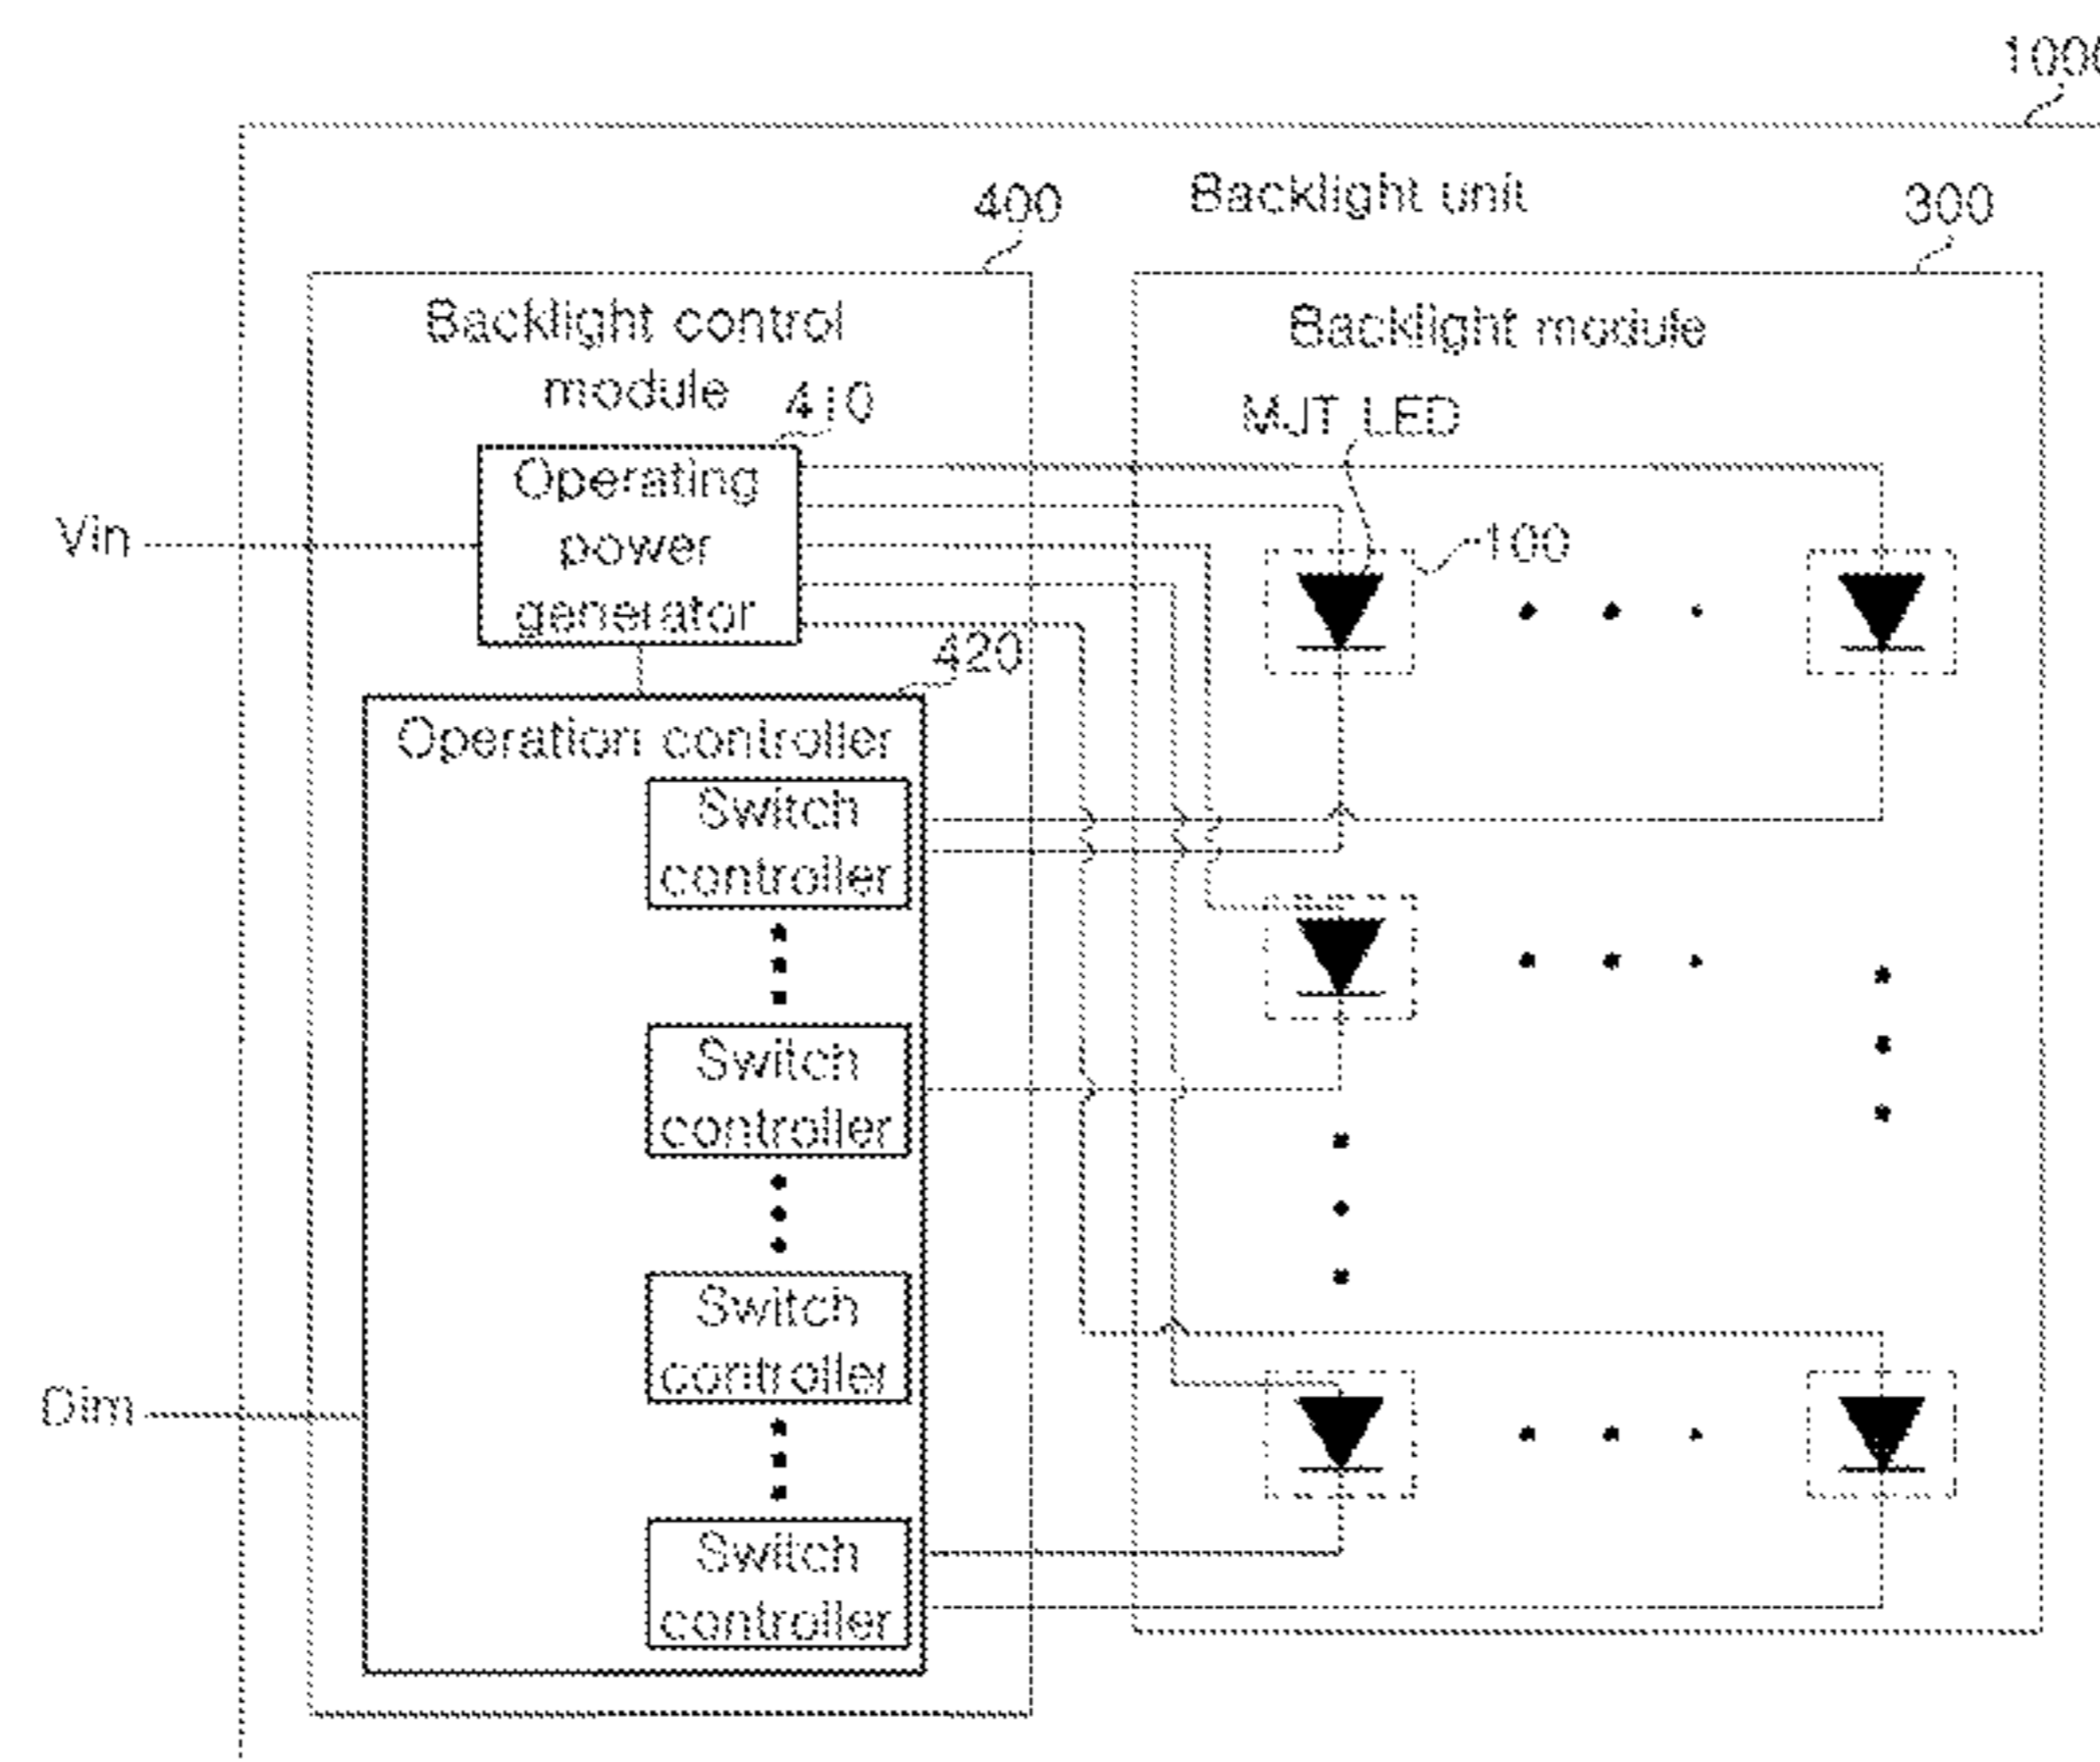 1000
Backlight unit
400
300
Backlight control
module
Backlight module
410
MJT LED
Operating
power
generator
Vin
100
420
Operation controller
Switch
controller
Switch
controller
Switch
controller
Dim
Switch
controller